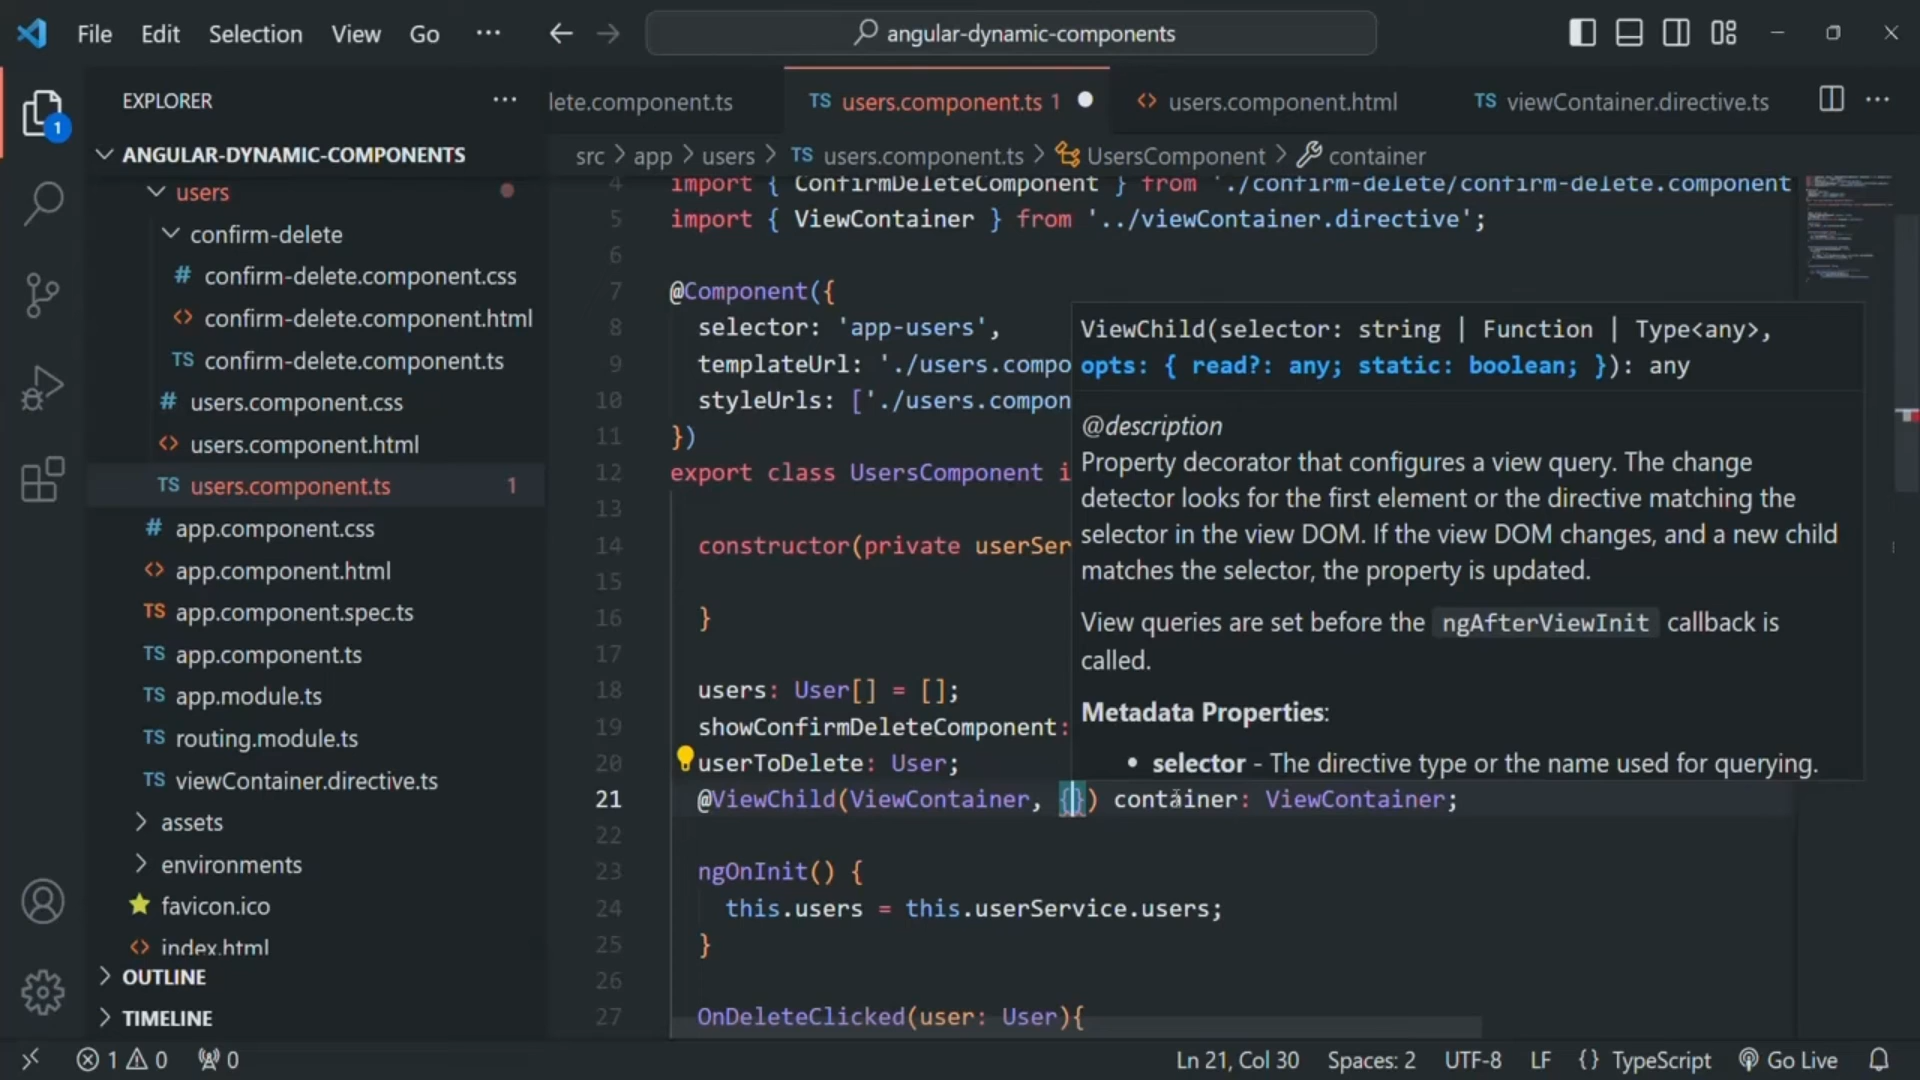 File Edit Selection View Go ··· angular-dynamic-components
EXPLORER ···
1
ANGULAR-DYNAMIC-COMPONENTS
users
confirm-delete
# confirm-delete.component.css
<> confirm-delete.component.html
TS confirm-delete.component.ts
# users.component.css
<> users.component.html
TS users.component.ts 1
# app.component.css
<> app.component.html
TS app.component.spec.ts
TS app.component.ts
TS app.module.ts
TS routing.module.ts
TS viewContainer.directive.ts
assets
environments
favicon.ico
<> index.html
OUTLINE
TIMELINE
lete.component.ts TS users.component.ts 1 <> users.component.html TS viewContainer.directive.ts ···
src > app > users > TS users.component.ts > UsersComponent > container
4 import { ConfirmDeleteComponent } from './confirm-delete/confirm-delete.component
5 import { ViewContainer } from '../viewContainer.directive';
6
7 @Component({
8 selector: 'app-users',
9 templateUrl: './users.compo
10 styleUrls: ['./users.compon
11 })
12 export class UsersComponent i
13
14 constructor(private userSer
15
16 }
17
18 users: User[] = [];
19 showConfirmDeleteComponent:
20 userToDelete: User;
21 @ViewChild(ViewContainer, {}) container: ViewContainer;
22
23 ngOnInit() {
24 this.users = this.userService.users;
25 }
26
27 OnDeleteClicked(user: User){
ViewChild(selector: string | Function | Type<any>,
opts: { read?: any; static: boolean; }): any
@description
Property decorator that configures a view query. The change
detector looks for the first element or the directive matching the
selector in the view DOM. If the view DOM changes, and a new child
matches the selector, the property is updated.
View queries are set before the ngAfterViewInit callback is
called.
Metadata Properties:
• selector - The directive type or the name used for querying.
1 0 0 Ln 21, Col 30 Spaces: 2 UTF-8 LF {} TypeScript Go Live